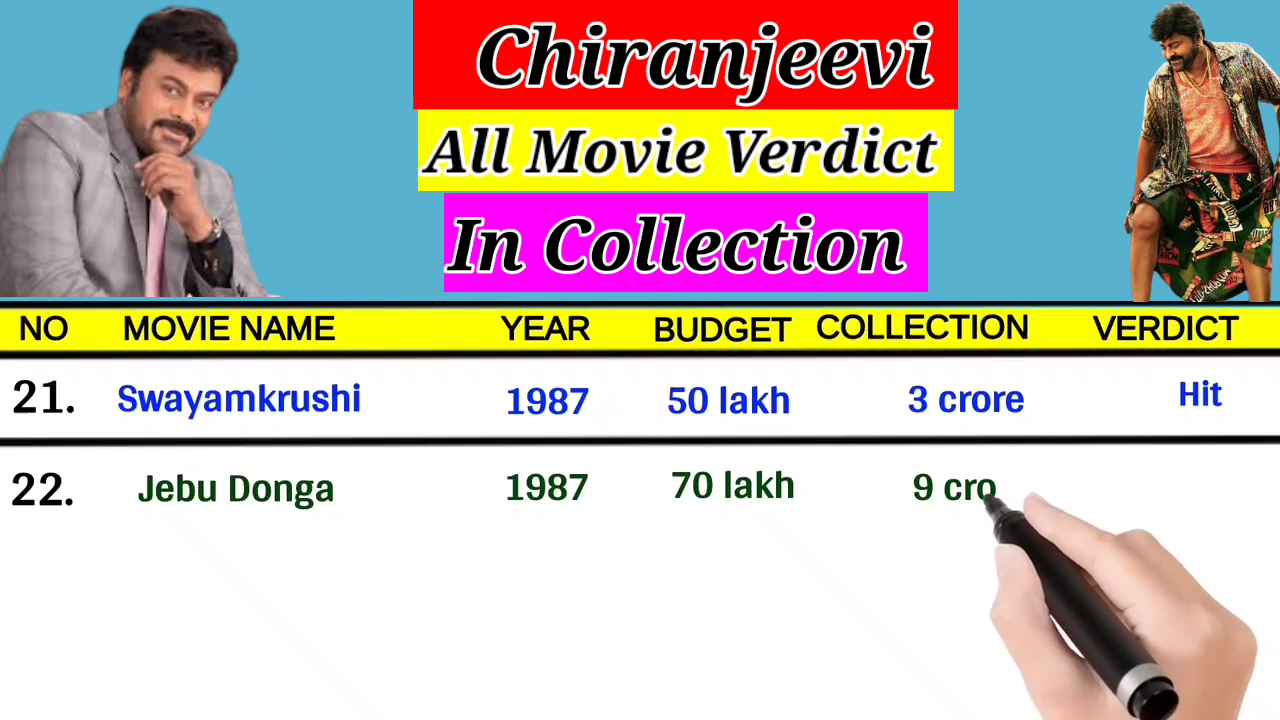 Chiranjeevi
All Movie Verdict
In Collection
NO MOVIE NAME YEAR BUDGET COLLECTION VERDICT
21. Swayamkrushi 1987 50 lakh 3 crore Hit
22. Jebu Donga 1987 70 lakh 9 cro